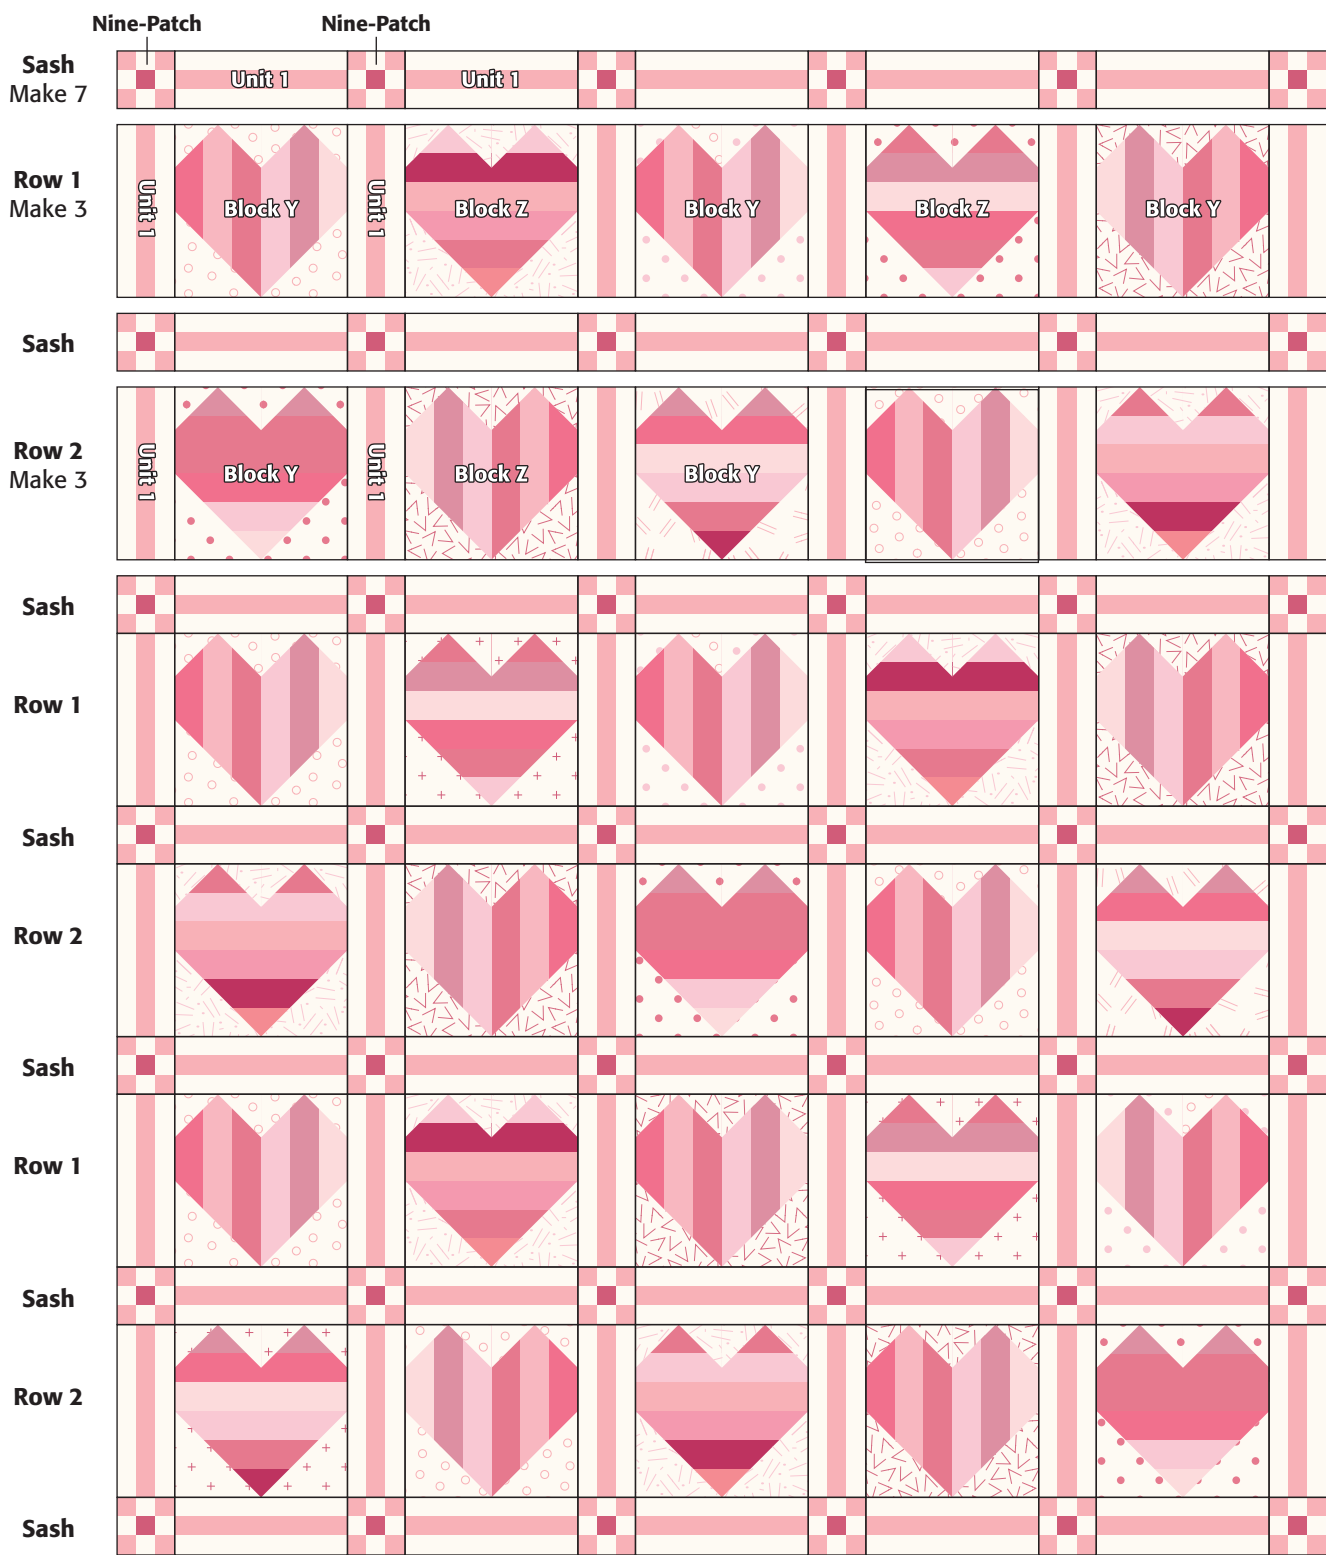 Nine-Patch Nine-Patch
Sash
Make 7
Unit 1 Unit 1
Row 1
Make 3
Unit 1 Block Y Unit 1 Block Z Block Y Block Z Block Y
Sash
Row 2
Make 3
Unit 1 Block Y Unit 1 Block Z Block Y
Sash
Row 1
Sash
Row 2
Sash
Row 1
Sash
Row 2
Sash